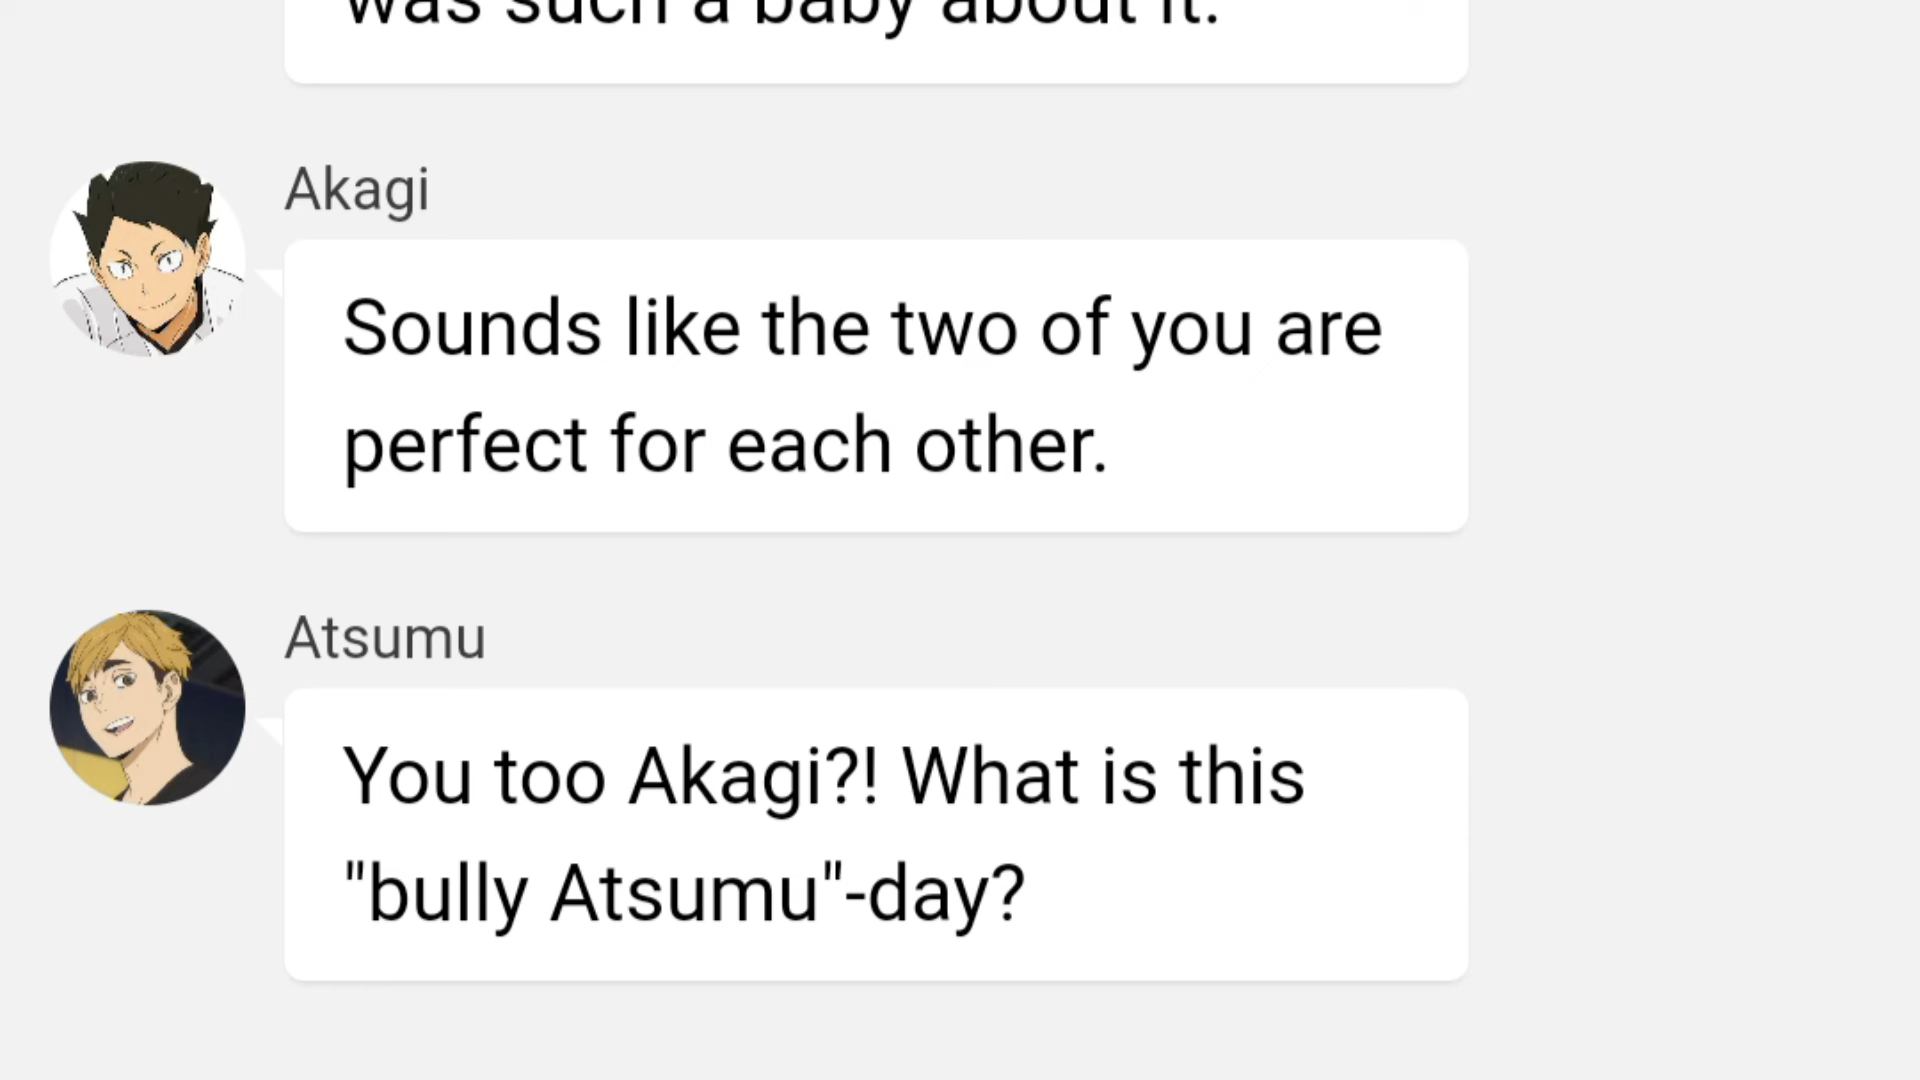 was such a baby about it.
Akagi
Sounds like the two of you are
perfect for each other.
Atsumu
You too Akagi?! What is this
"bully Atsumu"-day?